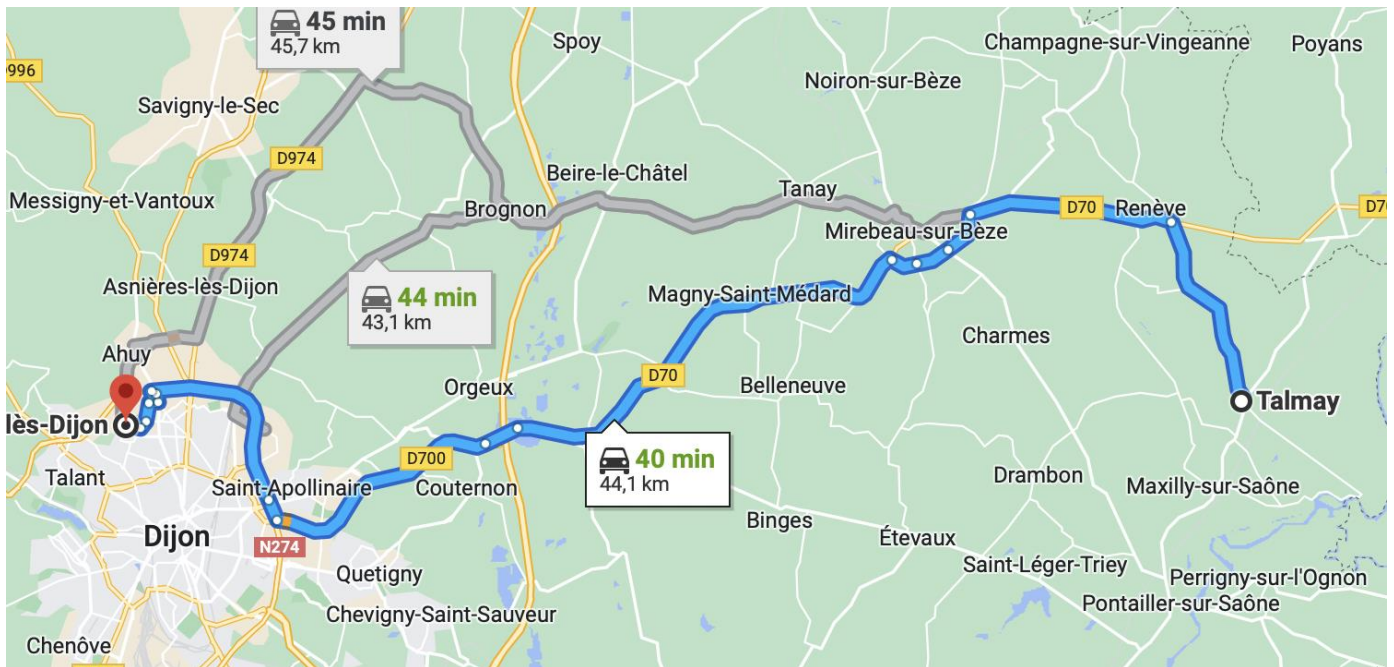 45 min
45,7 km
Spoy
Champagne-sur-Vingeanne
Poyans
D996
Noiron-sur-Bèze
Savigny-le-Sec
D974
Beire-le-Châtel
Messigny-et-Vantoux
Tanay
Brognon
D70
Renève
Mirebeau-sur-Bèze
D974
Asnières-lès-Dijon
44 min
43,1 km
Magny-Saint-Médard
Charmes
Ahuy
D70
Orgeux
Belleneuve
Talmay
lès-Dijon
40 min
44,1 km
D700
Talant
Saint-Apollinaire
Couternon
Drambon
Maxilly-sur-Saône
Binges
Dijon
Étevaux
N274
Saint-Léger-Triey
Quetigny
Perrigny-sur-l'Ognon
Pontailler-sur-Saône
Chevigny-Saint-Sauveur
Chenôve